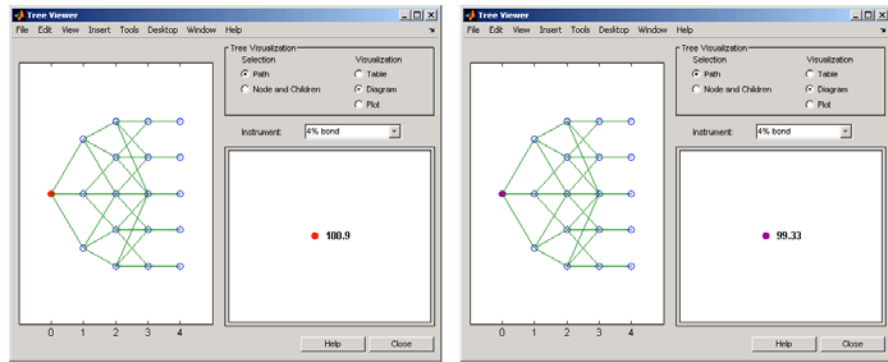 Tree Viewer
File Edit View Insert Tools Desktop Window Help
Tree Visualization
Selection Visualization
Path Table
Node and Children Diagram
Plot
Instrument: 4% bond
100.9
0 1 2 3 4
Help Close
Tree Viewer
File Edit View Insert Tools Desktop Window Help
Tree Visualization
Selection Visualization
Path Table
Node and Children Diagram
Plot
Instrument: 4% bond
99.33
0 1 2 3 4
Help Close